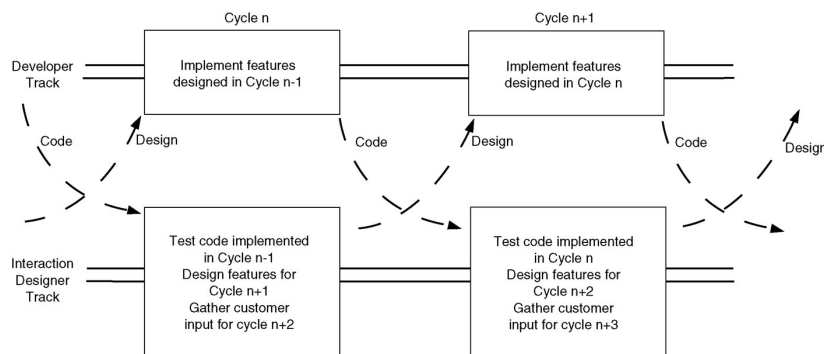 Cycle n
Cycle n+1
Developer
Track
Implement features
designed in Cycle n-1
Implement features
designed in Cycle n
Code
Design
Code
Design
Code
Design
Interaction
Designer
Track
Test code implemented
in Cycle n-1
Design features for
Cycle n+1
Gather customer
input for cycle n+2
Test code implemented
in Cycle n
Design features for
Cycle n+2
Gather customer
input for cycle n+3